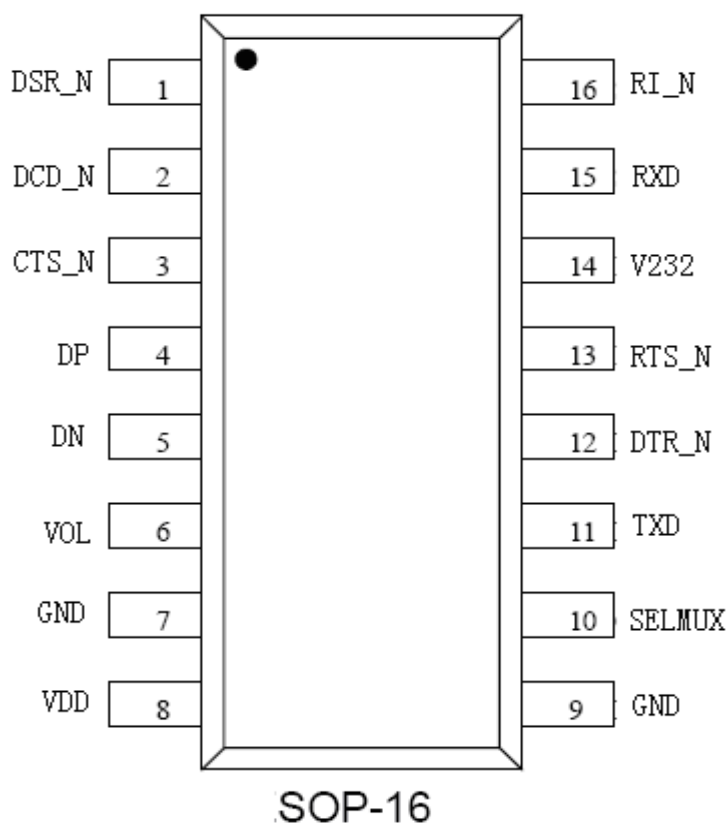 DSR_N 1 16 RI_N
DCD_N 2 15 RXD
CTS_N 3 14 V232
DP 4 13 RTS_N
DN 5 12 DTR_N
VOL 6 11 TXD
GND 7 10 SELMUX
VDD 8 9 GND
SOP-16